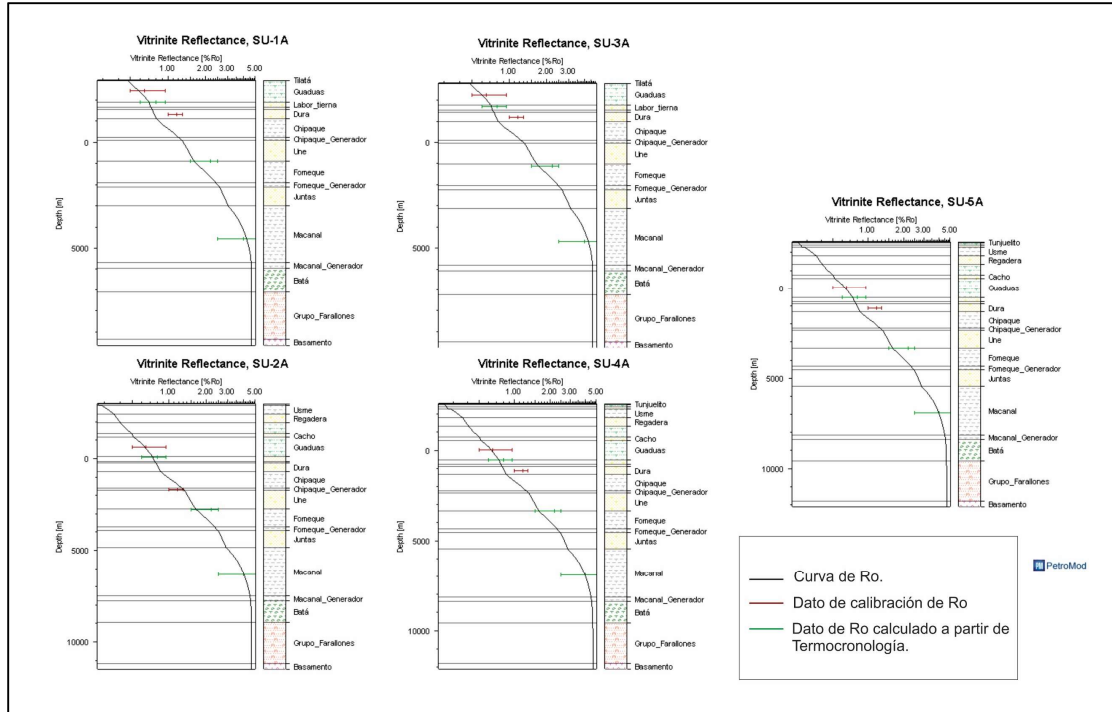 Vitrinite Reflectance, SU-1A
Vitrinite Reflectance [%Ro]
1.00 2.00 3.00 5.00
Depth [m]
0
5000
Tilatá
Guaduas
Labor_tierna
Dura
Chipaque
Chipaque_Generador
Une
Fomeque
Fomeque_Generador
Juntas
Macanal
Macanal_Generador
Batá
Grupo_Farallones
Basamento
Vitrinite Reflectance, SU-3A
Vitrinite Reflectance [%Ro]
1.00 2.00 3.00
Depth [m]
0
5000
Tilatá
Guaduas
Labor_tierna
Dura
Chipaque
Chipaque_Generador
Une
Fomeque
Fomeque_Generador
Juntas
Macanal
Macanal_Generador
Batá
Grupo_Farallones
Basamento
Vitrinite Reflectance, SU-5A
Vitrinite Reflectance [%Ro]
1.00 2.00 3.00 5.00
Depth [m]
0
5000
10000
Tunjuelito
Usme
Regadera
Cacho
Guaduas
Dura
Chipaque
Chipaque_Generador
Une
Fomeque
Fomeque_Generador
Juntas
Macanal
Macanal_Generador
Batá
Grupo_Farallones
Basamento
Vitrinite Reflectance, SU-2A
Vitrinite Reflectance [%Ro]
1.00 2.00 3.00 5.00
Depth [m]
0
5000
10000
Usme
Regadera
Cacho
Guaduas
Dura
Chipaque
Chipaque_Generador
Une
Fomeque
Fomeque_Generador
Juntas
Macanal
Macanal_Generador
Batá
Grupo_Farallones
Basamento
Vitrinite Reflectance, SU-4A
Vitrinite Reflectance [%Ro]
1.00 2.00 3.00 5.00
Depth [m]
0
5000
10000
Tunjuelito
Usme
Regadera
Cacho
Guaduas
Dura
Chipaque
Chipaque_Generador
Une
Fomeque
Fomeque_Generador
Juntas
Macanal
Macanal_Generador
Batá
Grupo_Farallones
Basamento
Curva de Ro.
Dato de calibración de Ro
Dato de Ro calculado a partir de
Termocronología.
PetroMod